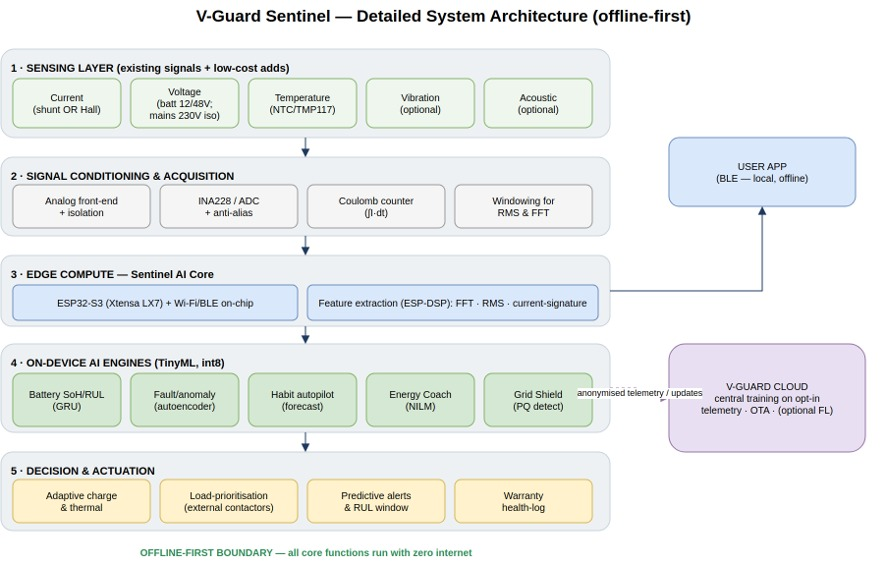 V-Guard Sentinel — Detailed System Architecture (offline-first)
1 · SENSING LAYER (existing signals + low-cost adds)
Current
(shunt OR Hall)
Voltage
(batt 12/48V;
mains 230V iso)
Temperature
(NTC/TMP117)
Vibration
(optional)
Acoustic
(optional)
2 · SIGNAL CONDITIONING & ACQUISITION
Analog front-end
+ isolation
INA228 / ADC
+ anti-alias
Coulomb counter
(∫I·dt)
Windowing for
RMS & FFT
USER APP
(BLE — local, offline)
3 · EDGE COMPUTE — Sentinel AI Core
ESP32-S3 (Xtensa LX7) + Wi-Fi/BLE on-chip
Feature extraction (ESP-DSP): FFT · RMS · current-signature
4 · ON-DEVICE AI ENGINES (TinyML, int8)
Battery SoH/RUL
(GRU)
Fault/anomaly
(autoencoder)
Habit autopilot
(forecast)
Energy Coach
(NILM)
Grid Shield
(PQ detect)
anonymised telemetry / updates
V-GUARD CLOUD
central training on opt-in
telemetry · OTA · (optional FL)
5 · DECISION & ACTUATION
Adaptive charge
& thermal
Load-prioritisation
(external contactors)
Predictive alerts
& RUL window
Warranty
health-log
OFFLINE-FIRST BOUNDARY — all core functions run with zero internet